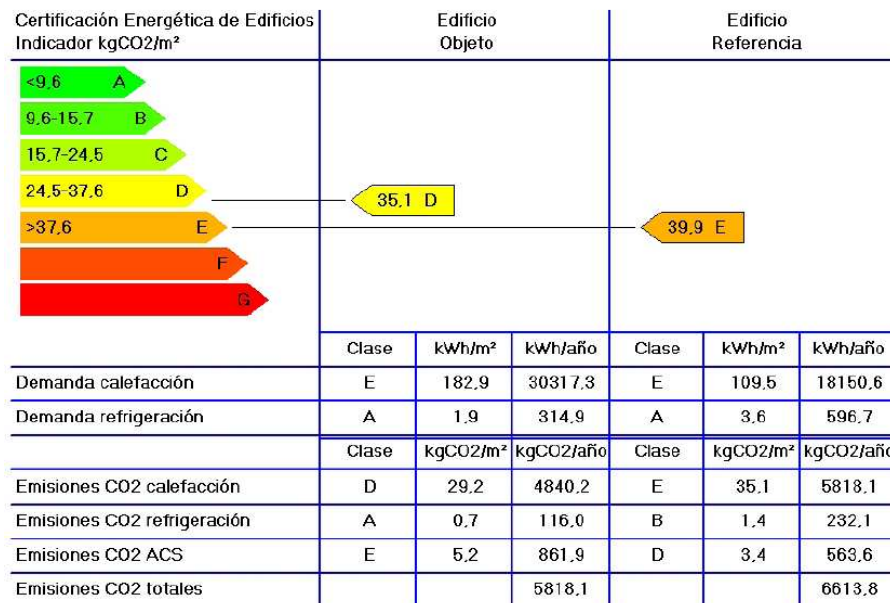 Certificación Energética de Edificios
Indicador kgCO2/m²
Edificio
Objeto
Edificio
Referencia
<9,6 A
9,6-15,7 B
15,7-24,5 C
24,5-37,6 D
35,1 D
>37,6 E
39,9 E
F
G
Clase kWh/m² kWh/año Clase kWh/m² kWh/año
Demanda calefacción E 182,9 30317,3 E 109,5 18150,6
Demanda refrigeración A 1,9 314,9 A 3,6 596,7
Clase kgCO2/m² kgCO2/año Clase kgCO2/m² kgCO2/año
Emisiones CO2 calefacción D 29,2 4840,2 E 35,1 5818,1
Emisiones CO2 refrigeración A 0,7 116,0 B 1,4 232,1
Emisiones CO2 ACS E 5,2 861,9 D 3,4 563,6
Emisiones CO2 totales 5818,1 6613,8